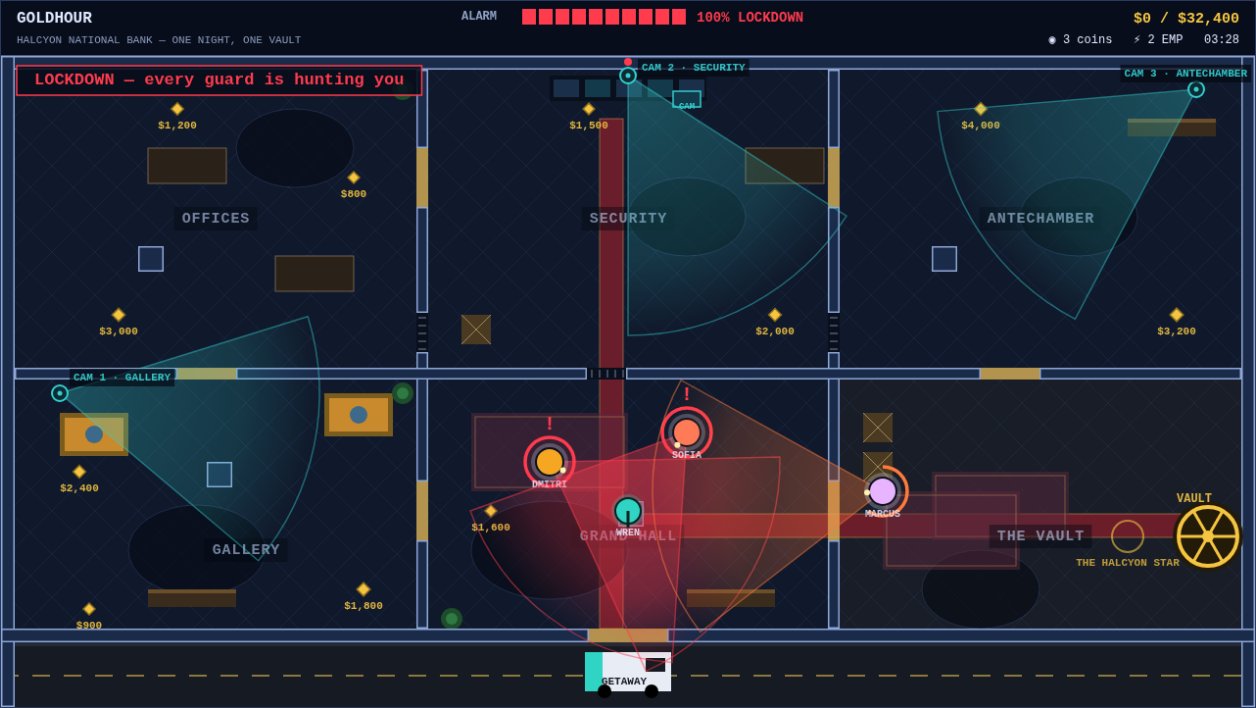 GOLDHOUR
ALARM
100% LOCKDOWN
$0 / $32,400
HALCYON NATIONAL BANK — ONE NIGHT, ONE VAULT
◉ 3 coins
⚡ 2 EMP
03:28
LOCKDOWN — every guard is hunting you
CAM 2 · SECURITY
CAM 3 · ANTECHAMBER
CAM
$1,200
$1,500
$4,000
$800
OFFICES
SECURITY
ANTECHAMBER
$3,000
$2,000
$3,200
CAM 1 · GALLERY
!
!
SOFIA
DMITRI
$2,400
MARCUS
VAULT
$1,600
WREN
GRAND HALL
THE VAULT
GALLERY
THE HALCYON STAR
$1,800
$900
GETAWAY